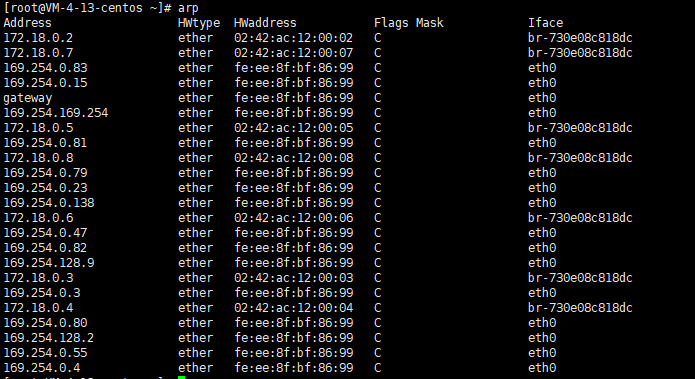 [root@VM-4-13-centos ~]# arp
Address HWtype HWaddress Flags Mask Iface
172.18.0.2 ether 02:42:ac:12:00:02 C br-730e08c818dc
172.18.0.7 ether 02:42:ac:12:00:07 C br-730e08c818dc
169.254.0.83 ether fe:ee:8f:bf:86:99 C eth0
169.254.0.15 ether fe:ee:8f:bf:86:99 C eth0
gateway ether fe:ee:8f:bf:86:99 C eth0
169.254.169.254 ether fe:ee:8f:bf:86:99 C eth0
172.18.0.5 ether 02:42:ac:12:00:05 C br-730e08c818dc
169.254.0.81 ether fe:ee:8f:bf:86:99 C eth0
172.18.0.8 ether 02:42:ac:12:00:08 C br-730e08c818dc
169.254.0.79 ether fe:ee:8f:bf:86:99 C eth0
169.254.0.23 ether fe:ee:8f:bf:86:99 C eth0
169.254.0.138 ether fe:ee:8f:bf:86:99 C eth0
172.18.0.6 ether 02:42:ac:12:00:06 C br-730e08c818dc
169.254.0.47 ether fe:ee:8f:bf:86:99 C eth0
169.254.0.82 ether fe:ee:8f:bf:86:99 C eth0
169.254.128.9 ether fe:ee:8f:bf:86:99 C eth0
172.18.0.3 ether 02:42:ac:12:00:03 C br-730e08c818dc
169.254.0.3 ether fe:ee:8f:bf:86:99 C eth0
172.18.0.4 ether 02:42:ac:12:00:04 C br-730e08c818dc
169.254.0.80 ether fe:ee:8f:bf:86:99 C eth0
169.254.128.2 ether fe:ee:8f:bf:86:99 C eth0
169.254.0.55 ether fe:ee:8f:bf:86:99 C eth0
169.254.0.4 ether fe:ee:8f:bf:86:99 C eth0